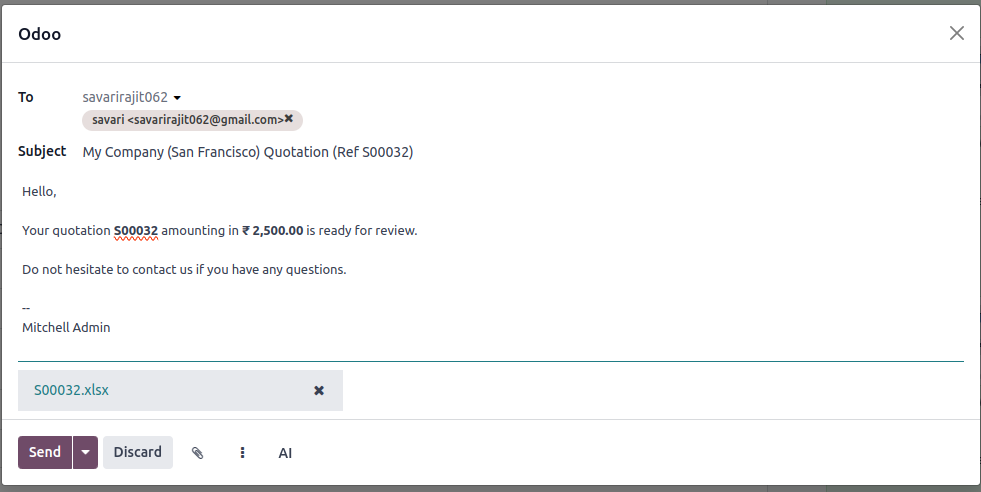 Odoo
To
savarirajit062
savari <savarirajit062@gmail.com>
Subject My Company (San Francisco) Quotation (Ref S00032)
Hello,
Your quotation S00032 amounting in ₹ 2,500.00 is ready for review.
Do not hesitate to contact us if you have any questions.
--
Mitchell Admin
S00032.xlsx
Send Discard AI